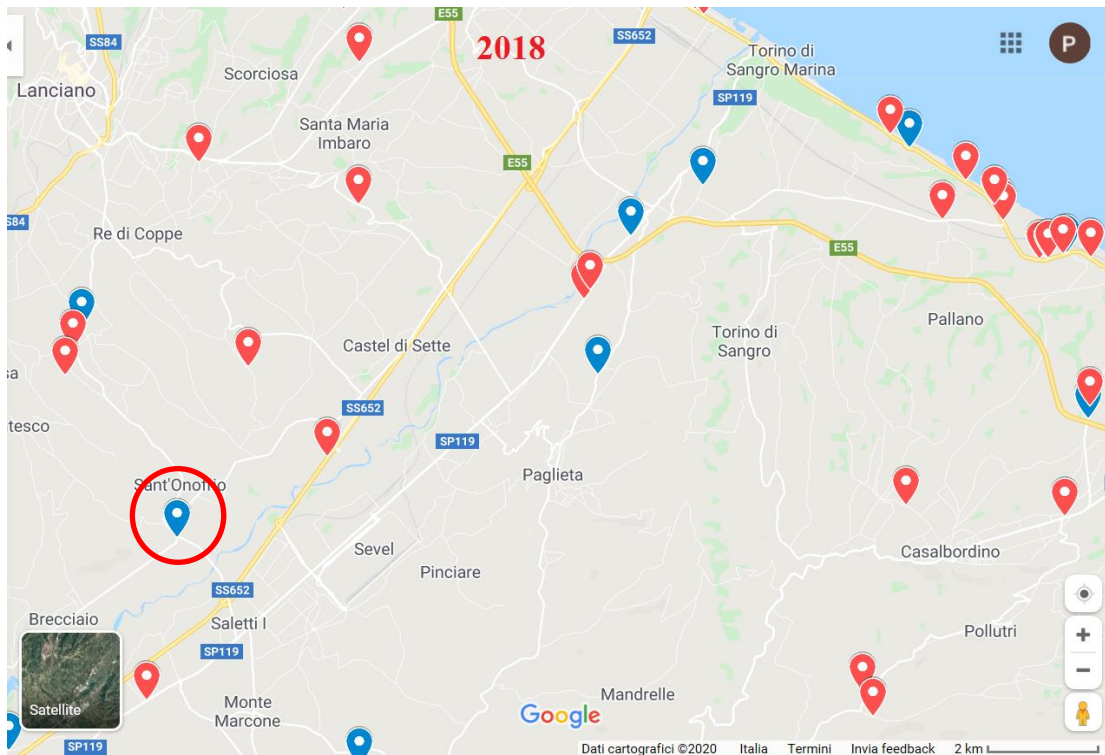 E55
SS84
2018
SS652
Torino di
Sangro Marina
P
Scorciosa
Lanciano
SP119
Santa Maria
Imbaro
E55
S84
Re di Coppe
E55
Pallano
Torino di
Sangro
Castel di Sette
sa
SS652
tesco
SP119
Paglieta
Sant'Onofrio
Sevel
Casalbordino
Pinciare
SS652
Brecciaio
Saletti I
Pollutri
SP119
Mandrelle
Monte
Marcone
Satellite
Google
SP119
Dati cartografici ©2020 Italia Termini Invia feedback 2 km